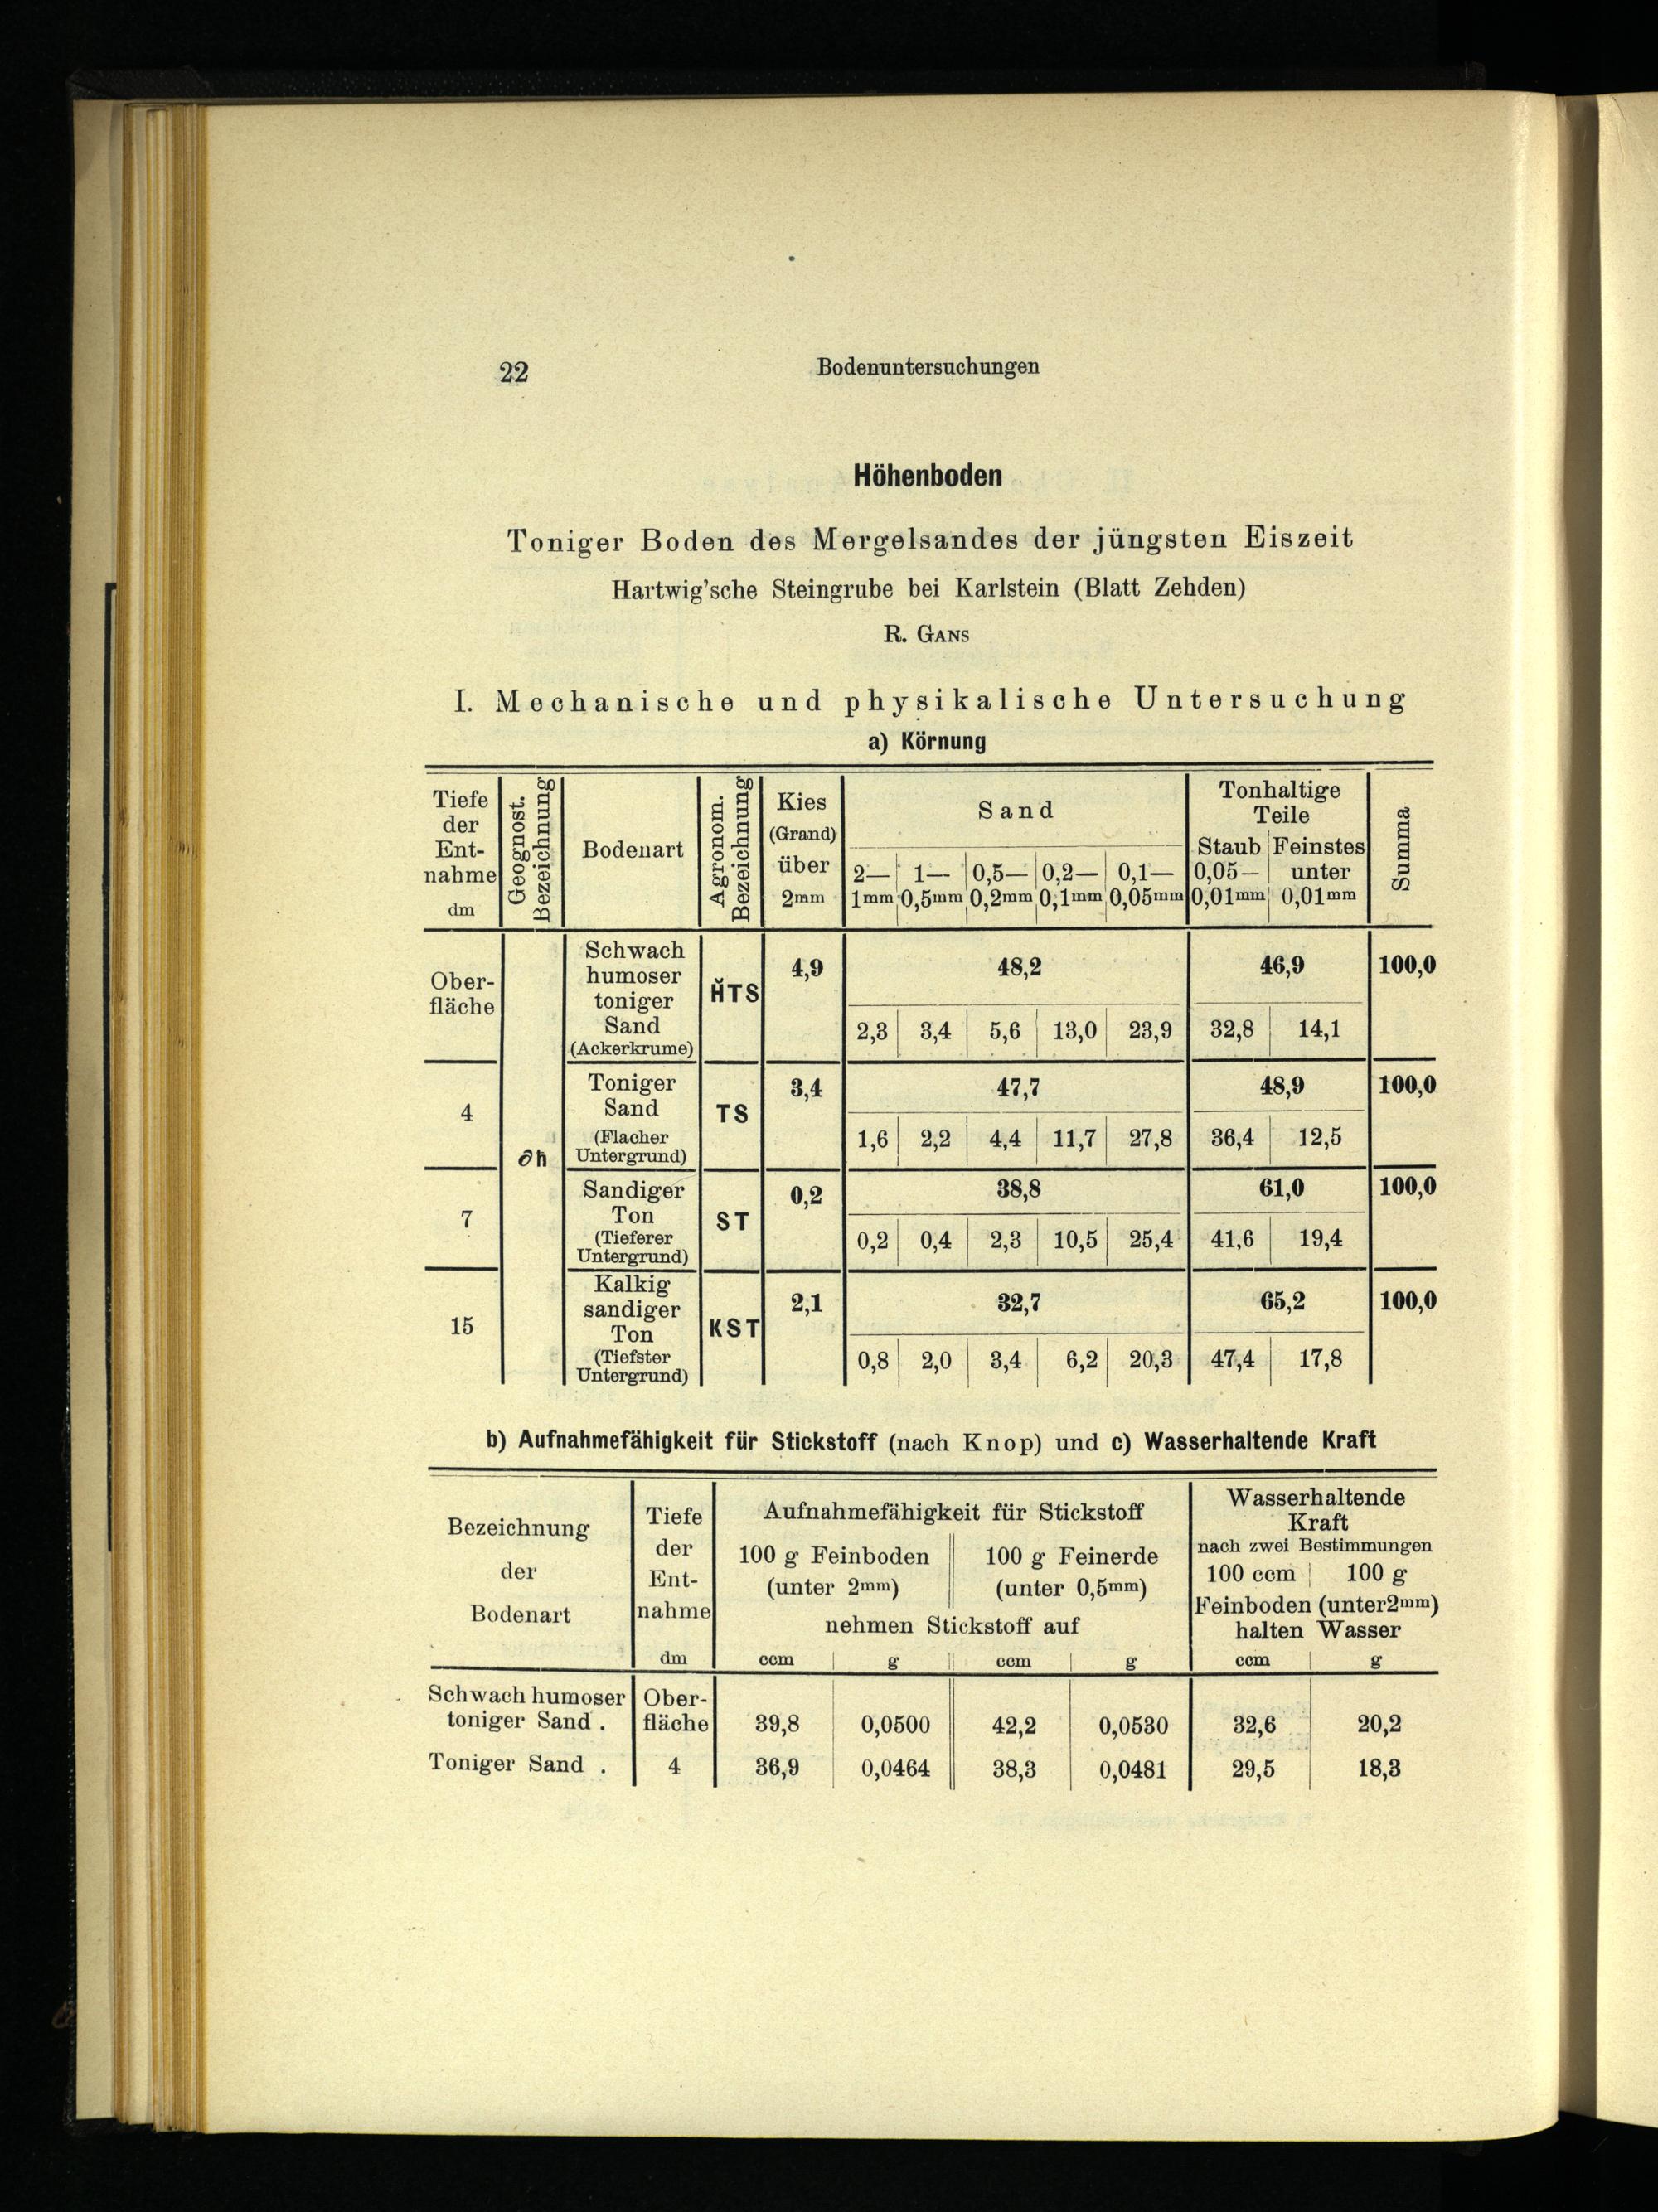 22 Bodenuntersuchungen
Höhenboden
Toniger Boden des Mergelsandes der jüngsten Eiszeit
Hartwig'sche Steingrube bei Karlstein (Blatt Zehden)
R. GANS
I. Mechanische und physikalische Untersuchung
a) Körnung
Tiefe der Ent-nahme dm | Geognost. Bezeichnung | Bodenart | Agronom. Bezeichnung | Kies (Grand) über 2mm | Sand | Tonhaltige Teile | Summa
Staub | Feinstes
2—1mm | 1—0,5mm | 0,5—0,2mm | 0,2—0,1mm | 0,1—0,05mm | 0,05—0,01mm | unter 0,01mm
Ober-fläche | Schwach humoser toniger Sand (Ackerkrume) | H̆TS | 4,9 | 48,2 | 46,9 | 100,0
2,3 | 3,4 | 5,6 | 13,0 | 23,9 | 32,8 | 14,1
4 | Toniger Sand (Flacher Untergrund) | TS | 3,4 | 47,7 | 48,9 | 100,0
1,6 | 2,2 | 4,4 | 11,7 | 27,8 | 36,4 | 12,5
∂ħ
7 | Sandiger Ton (Tieferer Untergrund) | ST | 0,2 | 38,8 | 61,0 | 100,0
0,2 | 0,4 | 2,3 | 10,5 | 25,4 | 41,6 | 19,4
15 | Kalkig sandiger Ton (Tiefster Untergrund) | KST | 2,1 | 32,7 | 65,2 | 100,0
0,8 | 2,0 | 3,4 | 6,2 | 20,3 | 47,4 | 17,8
b) Aufnahmefähigkeit für Stickstoff (nach Knop) und c) Wasserhaltende Kraft
Bezeichnung der Bodenart | Tiefe der Ent-nahme dm | Aufnahmefähigkeit für Stickstoff | Wasserhaltende Kraft
100 g Feinboden (unter 2mm) | 100 g Feinerde (unter 0,5mm) | nach zwei Bestimmungen
nehmen Stickstoff auf | 100 ccm | 100 g
Feinboden (unter 2mm) halten Wasser
ccm | g | ccm | g | ccm | g
Schwach humoser toniger Sand . | Ober-fläche | 39,8 | 0,0500 | 42,2 | 0,0530 | 32,6 | 20,2
Toniger Sand . | 4 | 36,9 | 0,0464 | 38,3 | 0,0481 | 29,5 | 18,3